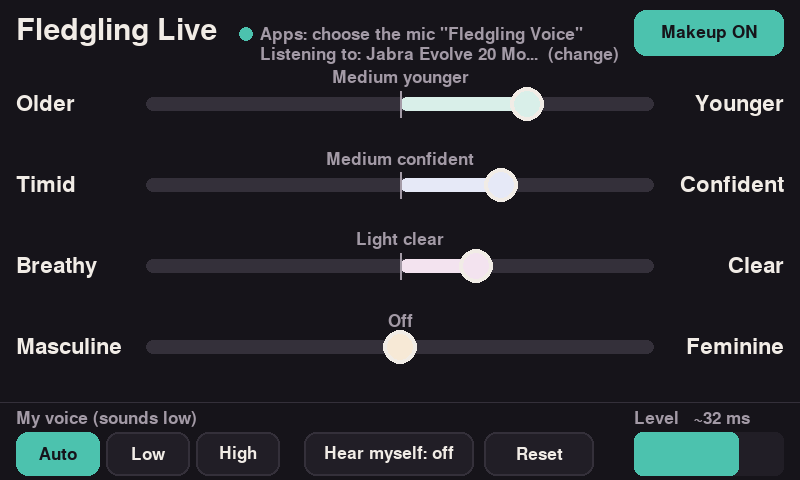 Fledgling Live
Apps: choose the mic "Fledgling Voice"
Listening to: Jabra Evolve 20 Mo... (change)
Makeup ON
Medium younger
Older
Younger
Medium confident
Timid
Confident
Light clear
Breathy
Clear
Off
Masculine
Feminine
My voice (sounds low)
Level ~32 ms
Auto
Low
High
Hear myself: off
Reset